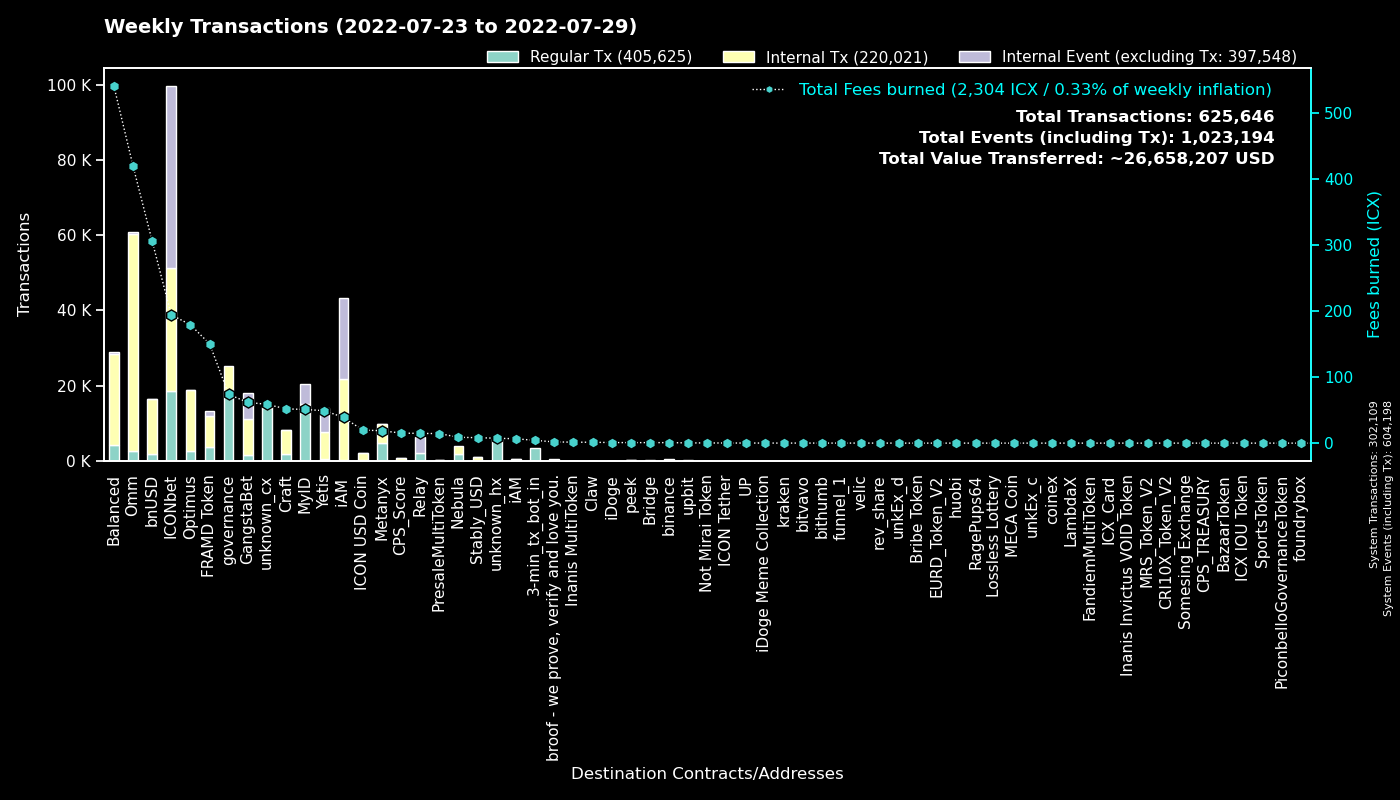 Weekly Transactions (2022-07-23 to 2022-07-29)
Regular Tx (405,625)
Internal Tx (220,021)
Internal Event (excluding Tx: 397,548)
Total Fees burned (2,304 ICX / 0.33% of weekly inflation)
Total Transactions: 625,646
Total Events (including Tx): 1,023,194
Total Value Transferred: ~26,658,207 USD
Transactions
100 K
80 K
60 K
40 K
20 K
0 K
500
400
300
200
100
0
Fees burned (ICX)
System Transactions: 302,109
System Events (including Tx): 604,198
Balanced
Omm
bnUSD
ICONbet
Optimus
FRAMD Token
governance
GangstaBet
unknown_cx
Craft
MyID
Yetis
iAM
ICON USD Coin
Metanyx
CPS_Score
Relay
PresaleMultiToken
Nebula
Stably_USD
unknown_hx
iAM
3-min_tx_bot_in
broof - we prove, verify and love you.
Inanis MultiToken
Claw
iDoge
peek
Bridge
binance
upbit
Not Mirai Token
ICON Tether
UP
iDoge Meme Collection
kraken
bitvavo
bithumb
funnel_1
velic
rev_share
unkEx_d
Bribe Token
EURD_Token_V2
huobi
RagePups64
Lossless Lottery
MECA Coin
unkEx_c
coinex
LambdaX
FandiemMultiToken
ICX_Card
Inanis Invictus VOID Token
MRS_Token_V2
CRI10X_Token_V2
Somesing Exchange
CPS_TREASURY
BazaarToken
ICX IOU Token
SportsToken
PiconbelloGovernanceToken
foundrybox
Destination Contracts/Addresses